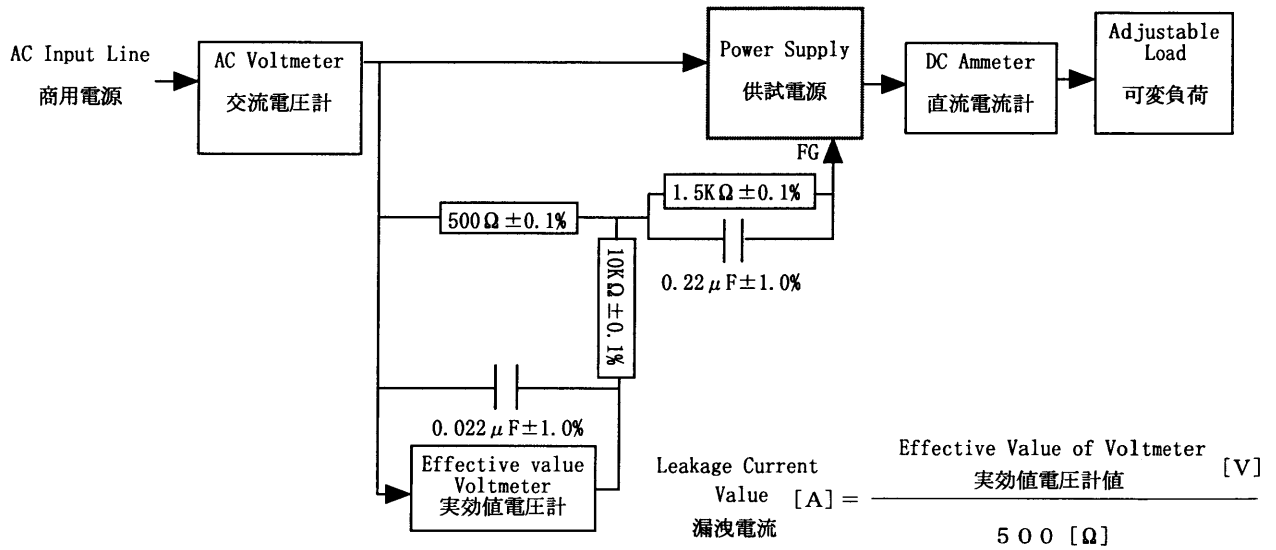 AC Input Line
商用電源
AC Voltmeter
交流電圧計
Power Supply
供試電源
DC Ammeter
直流電流計
Adjustable
Load
可変負荷
FG
1.5KΩ±0.1%
500Ω±0.1%
10KΩ±0.1%
0.22μF±1.0%
0.022μF±1.0%
Effective value
Voltmeter
実効値電圧計
Leakage Current
Value [A]=
漏洩電流
Effective Value of Voltmeter
実効値電圧計値 [V]
500 [Ω]